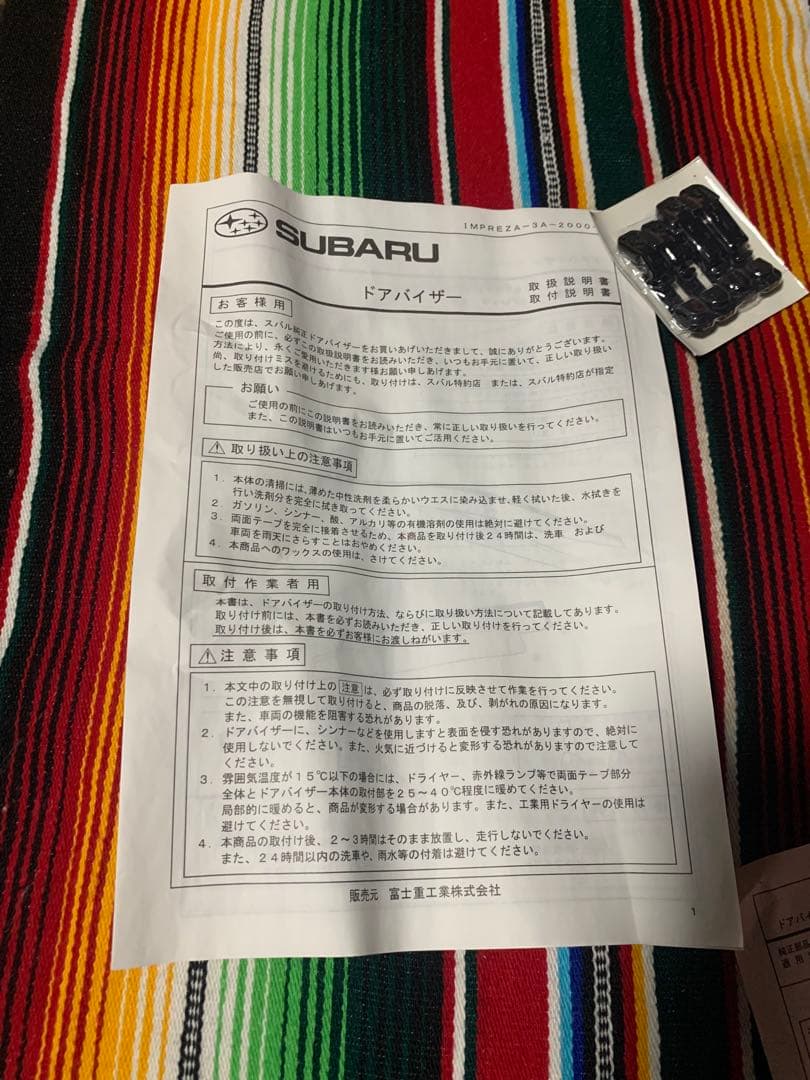 IMPREZA-3A-2000-
SUBARU
ドアバイザー
取扱説明書
取付説明書
お客様用
この度は、スバル純正ドアバイザーをお買いあげいただきまして、誠にありがとうございます。
ご使用の前に、必ずこの取扱説明書をお読みいただき、いつもお手元に置いて、正しい取り扱い
方法により、永くご愛用いただきます様お願い申しあげます。
尚、取り付けミスを避けるためにも、取り付けは、スバル特約店 または、スバル特約店が指定
した販売店でお願い申しあげます。
お願い
ご使用の前にこの説明書をお読みいただき、常に正しい取り扱いを行ってください。
また、この説明書はいつもお手元に置いてご活用ください。
⚠取り扱い上の注意事項
1. 本体の清掃には、薄めた中性洗剤を柔らかいウエスに染み込ませ、軽く拭いた後、水拭きを
行い洗剤分を完全に拭き取ってください。
2. ガソリン、シンナー、酸、アルカリ等の有機溶剤の使用は絶対に避けてください。
3. 両面テープを完全に接着させるため、本商品を取り付け後24時間は、洗車 および
車両を雨天にさらすことはおやめください。
4. 本商品へのワックスの使用は、さけてください。
取付作業者用
本書は、ドアバイザーの取り付け方法、ならびに取り扱い方法について記載してあります。
取り付け前には、本書を必ずお読みいただき、正しい取り付けを行ってください。
取り付け後は、本書を必ずお客様にお渡しねがいます。
⚠注意事項
1. 本文中の取り付け上の注意は、必ず取り付けに反映させて作業を行ってください。
この注意を無視して取り付けると、商品の脱落、及び、剥がれの原因になります。
また、車両の機能を阻害する恐れがあります。
2. ドアバイザーに、シンナーなどを使用しますと表面を侵す恐れがありますので、絶対に
使用しないでください。また、火気に近づけると変形する恐れがありますので注意して
ください。
3. 雰囲気温度が15℃以下の場合には、ドライヤー、赤外線ランプ等で両面テープ部分
全体とドアバイザー本体の取付部を25～40℃程度に暖めてください。
局部的に暖めると、商品が変形する場合があります。また、工業用ドライヤーの使用は
避けてください。
4. 本商品の取付け後、2～3時間はそのまま放置し、走行しないでください。
また、24時間以内の洗車や、雨水等の付着は避けてください。
販売元 富士重工業株式会社
1
ドアバイ
純正部品
適用